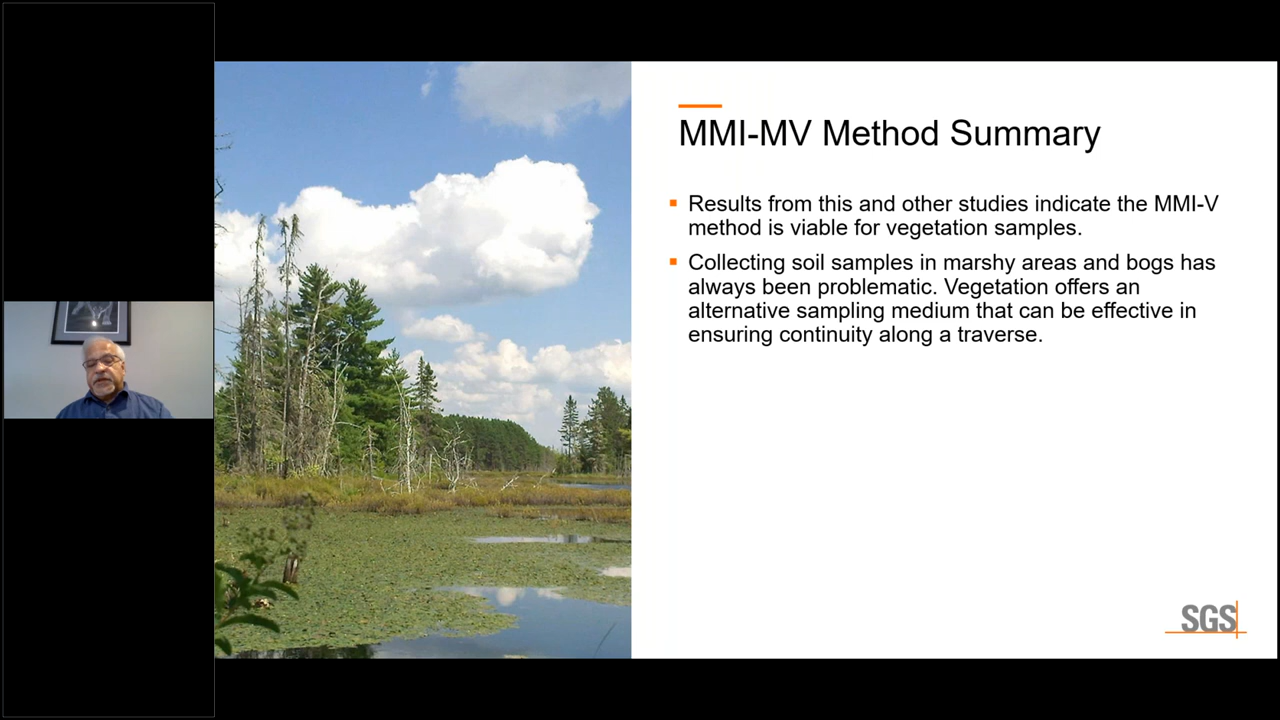 MMI-MV Method Summary
Results from this and other studies indicate the MMI-V
method is viable for vegetation samples.
Collecting soil samples in marshy areas and bogs has
always been problematic. Vegetation offers an
alternative sampling medium that can be effective in
ensuring continuity along a traverse.
SGS